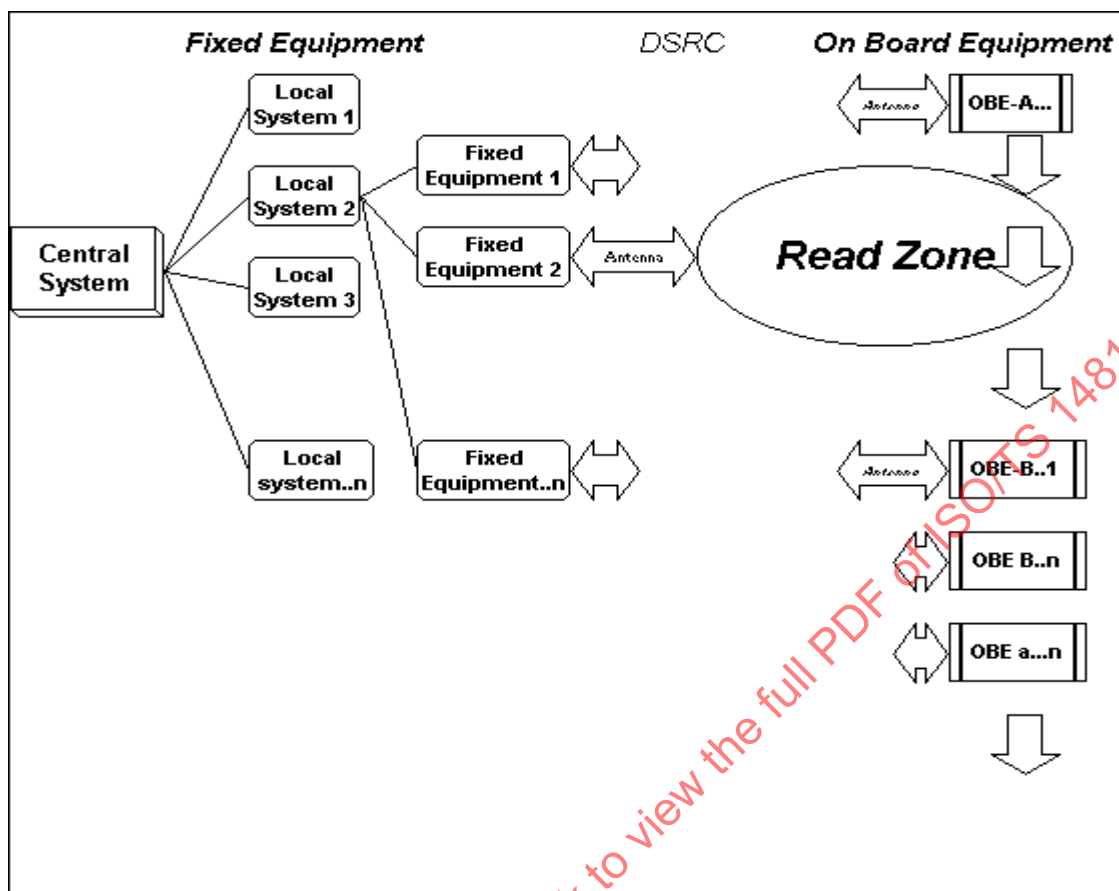 Fixed Equipment
DSRC
On Board Equipment
Local
System 1
Antenna
OBE-A...
Fixed
Equipment 1
Local
System 2
Central
System
Fixed
Equipment 2
Antenna
Read Zone
Local
System 3
Local
system..n
Fixed
Equipment..n
Antenna
OBE-B..1
OBE B..n
OBE a...n
to view the full PDF of ISO/TS 1481